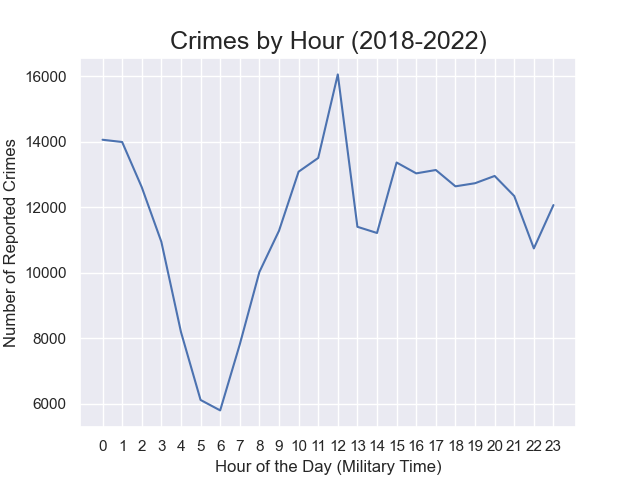 Crimes by Hour (2018-2022)
Number of Reported Crimes
16000
14000
12000
10000
8000
6000
0 1 2 3 4 5 6 7 8 9 10 11 12 13 14 15 16 17 18 19 20 21 22 23
Hour of the Day (Military Time)